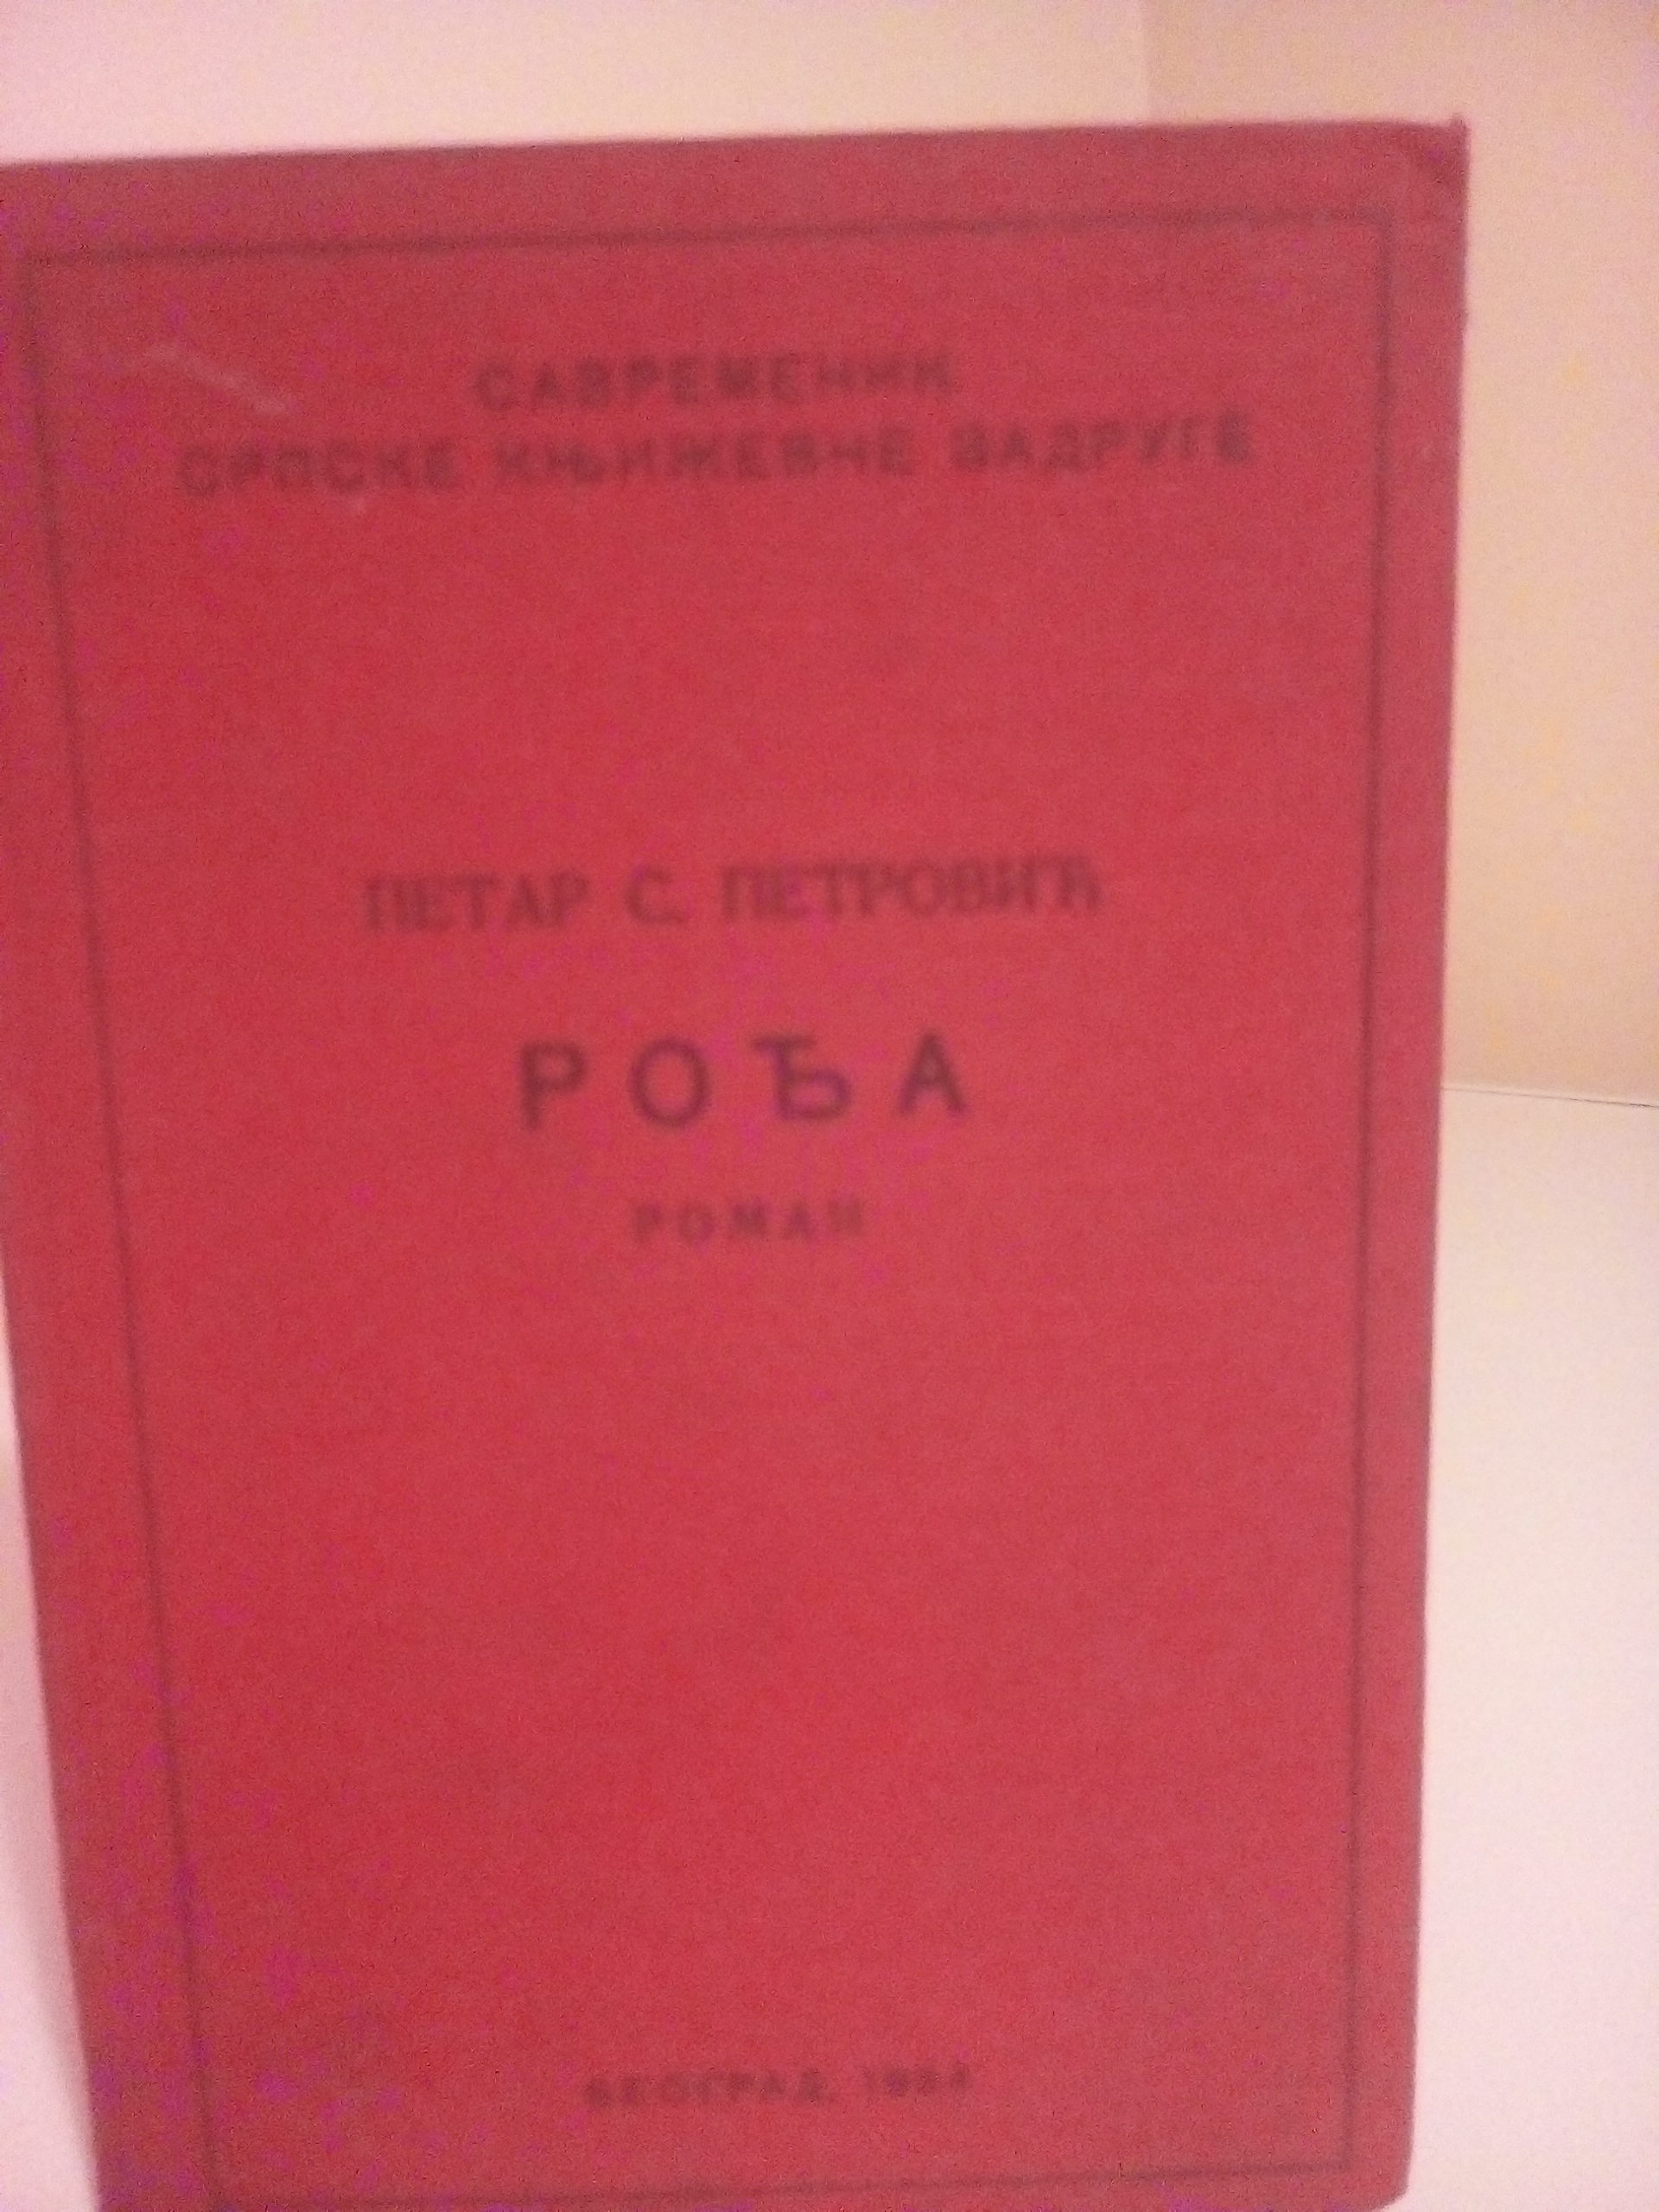 САВРЕМЕНИК
СРПСКЕ КЊИЖЕВНЕ ЗАДРУГЕ
ПЕТАР С. ПЕТРОВИЋ
РОЂА
РОМАН
БЕОГРАД,